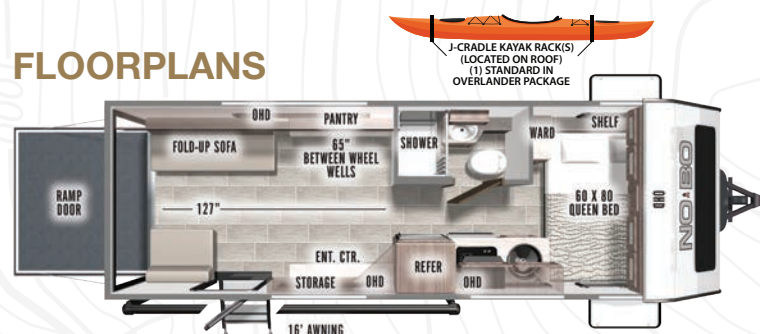 FLOORPLANS
J-CRADLE KAYAK RACK(S)
(LOCATED ON ROOF)
(1) STANDARD IN
OVERLANDER PACKAGE
OHD
PANTRY
FOLD-UP SOFA
65"
BETWEEN WHEEL
WELLS
SHOWER
WARD
SHELF
RAMP
DOOR
127"
60 X 80
QUEEN BED
OHD
NO BO
ENT. CTR.
STORAGE
OHD
REFER
OHD
16' AWNING